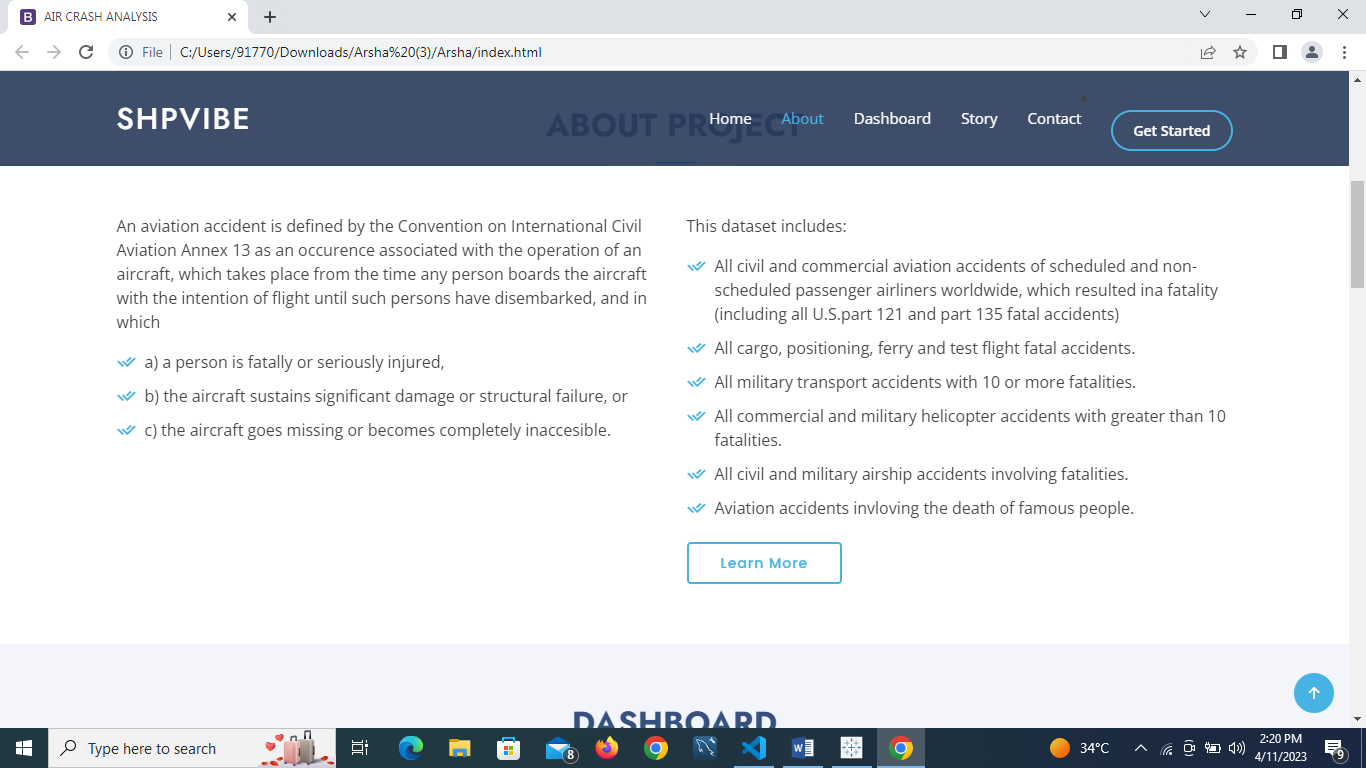 AIR CRASH ANALYSIS
File
C:/Users/91770/Downloads/Arsha%20(3)/Arsha/index.html
SHPVIBE
ABOUT PROJECT
Home About Dashboard Story Contact Get Started
An aviation accident is defined by the Convention on International Civil
Aviation Annex 13 as an occurence associated with the operation of an
aircraft, which takes place from the time any person boards the aircraft
with the intention of flight until such persons have disembarked, and in
which
a) a person is fatally or seriously injured,
b) the aircraft sustains significant damage or structural failure, or
c) the aircraft goes missing or becomes completely inaccesible.
This dataset includes:
All civil and commercial aviation accidents of scheduled and non-
scheduled passenger airliners worldwide, which resulted ina fatality
(including all U.S.part 121 and part 135 fatal accidents)
All cargo, positioning, ferry and test flight fatal accidents.
All military transport accidents with 10 or more fatalities.
All commercial and military helicopter accidents with greater than 10
fatalities.
All civil and military airship accidents involving fatalities.
Aviation accidents invloving the death of famous people.
Learn More
DASHBOARD
Type here to search
8
34°C
2:20 PM
4/11/2023
9